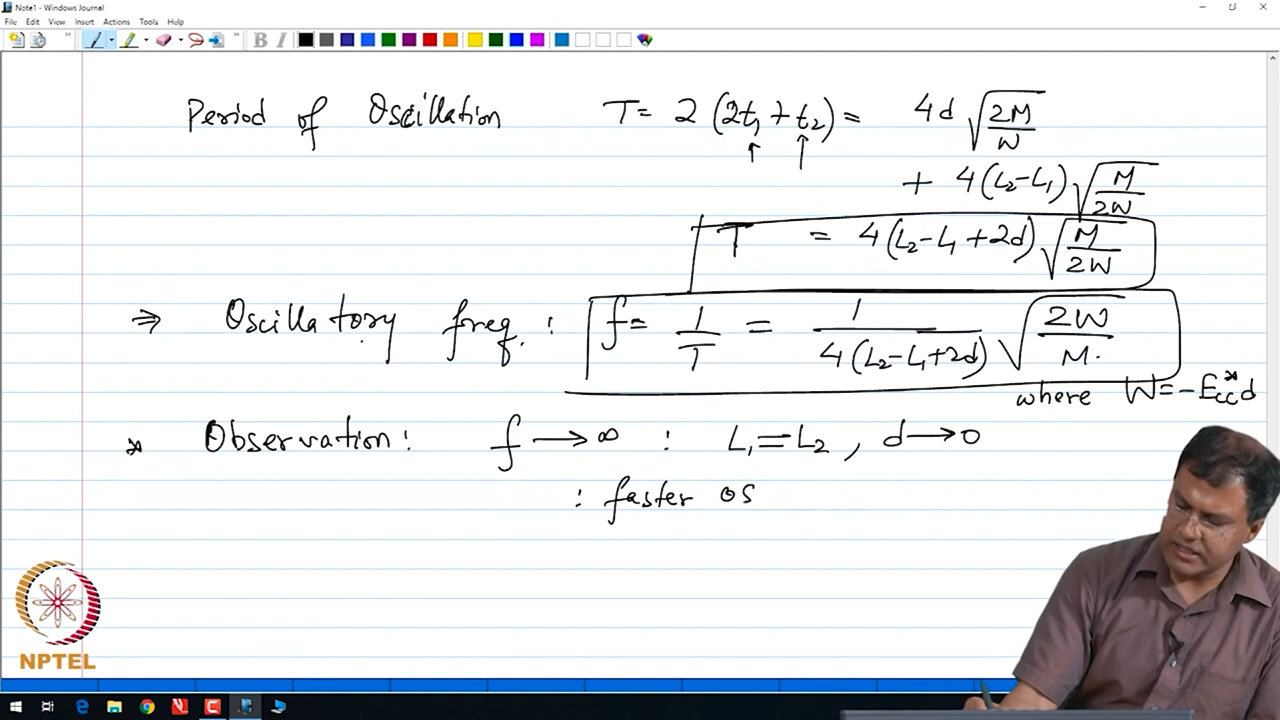 Note1 - Windows Journal
File Edit View Insert Actions Tools Help
B I
Period of Oscillation T = 2 (2t₁ + t₂) = 4d √(2M/W)
+ 4(L₂-L₁) √(M/2W)
T = 4(L₂-L₁+2d) √(M/2W)
⇒ Oscillatory freq. : f = 1/T = 1/4(L₂-L₁+2d) √(2W/M.)
where W = -E*ccd
* Observation: f → ∞ : L₁ = L₂, d → 0
: faster os
NPTEL